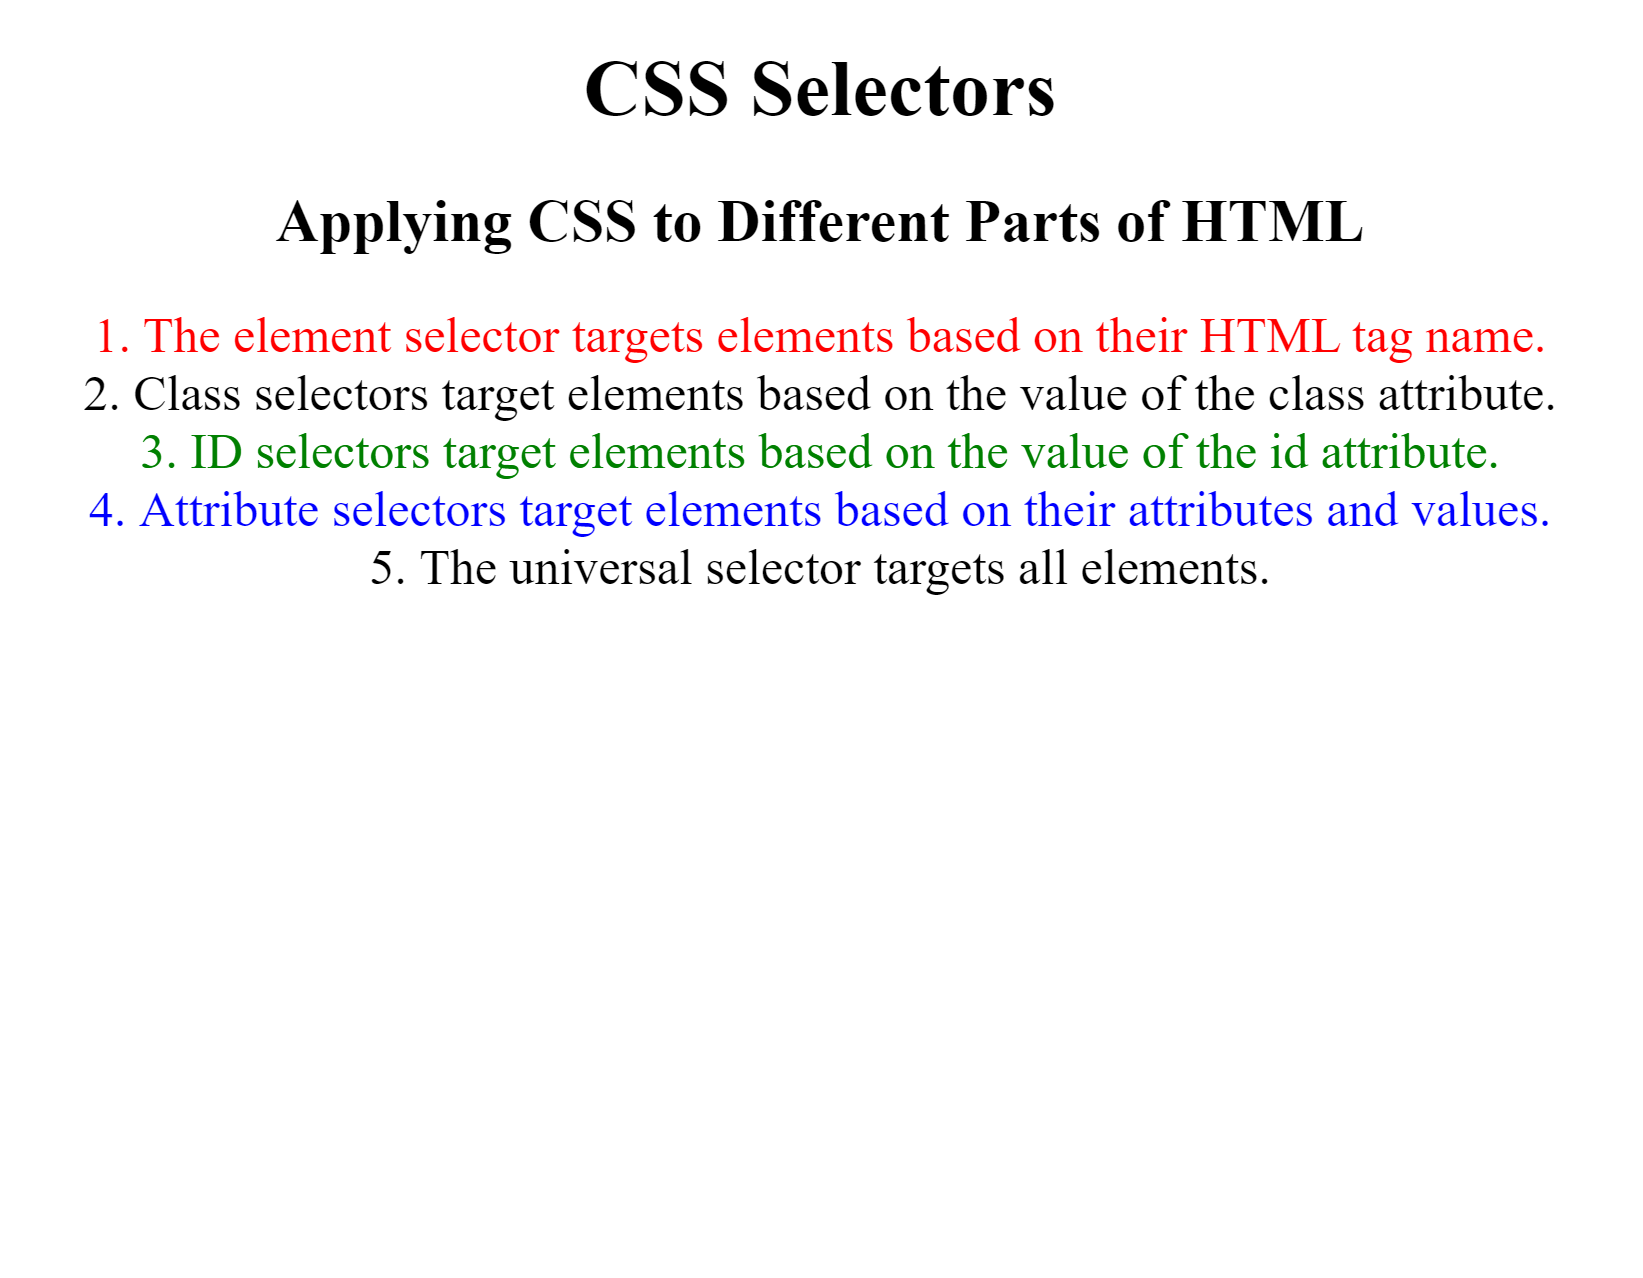 CSS Selectors
Applying CSS to Different Parts of HTML
1. The element selector targets elements based on their HTML tag name.
2. Class selectors target elements based on the value of the class attribute.
3. ID selectors target elements based on the value of the id attribute.
4. Attribute selectors target elements based on their attributes and values.
5. The universal selector targets all elements.